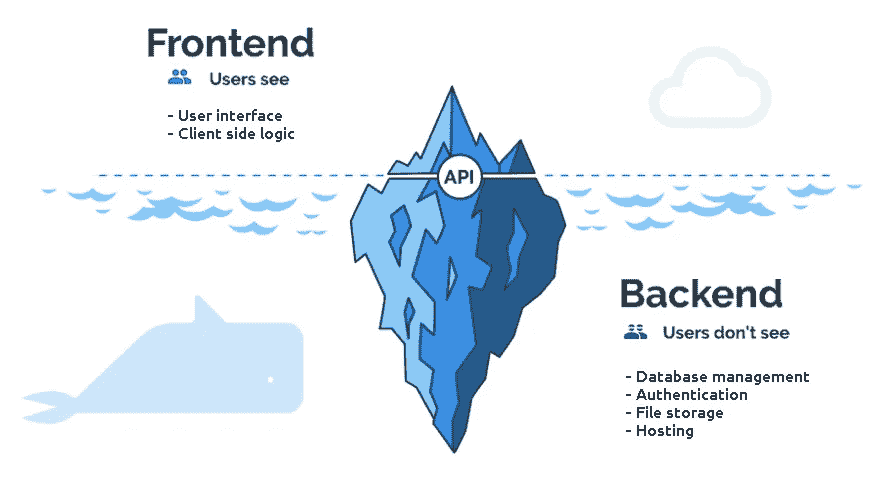 Frontend
Users see
- User interface
- Client side logic
API
Backend
Users don't see
- Database management
- Authentication
- File storage
- Hosting